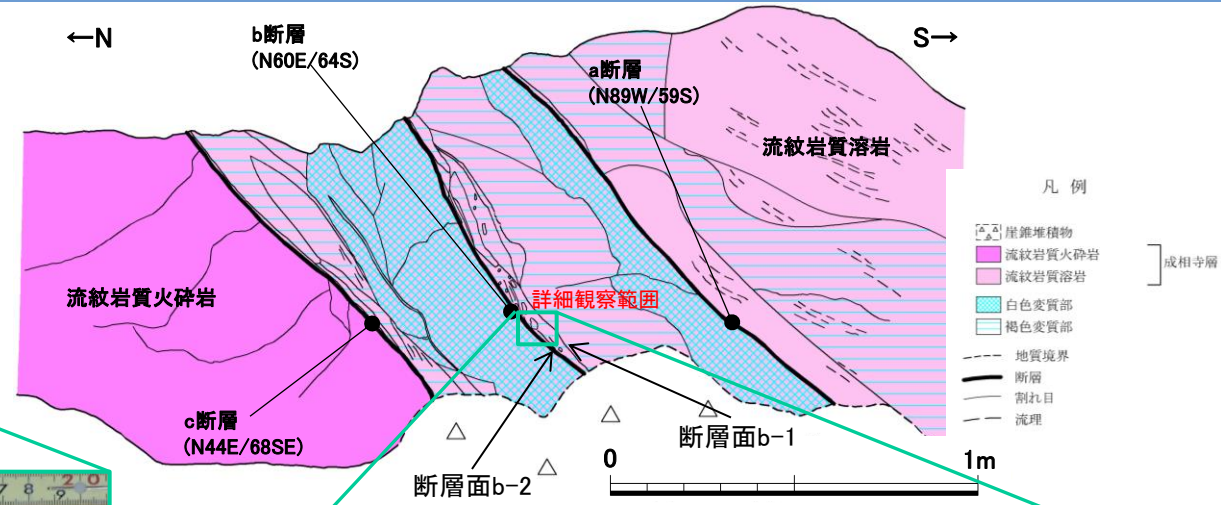 ←N
S→
b断層
(N60E/64S)
a断層
(N89W/59S)
流紋岩質溶岩
流紋岩質火砕岩
詳細観察範囲
c断層
(N44E/68SE)
断層面b-1
断層面b-2
0
1m
凡 例
崖錐堆積物
流紋岩質火砕岩
流紋岩質溶岩
成相寺層
白色変質部
褐色変質部
地質境界
断層
割れ目
流理
7 8 9 20